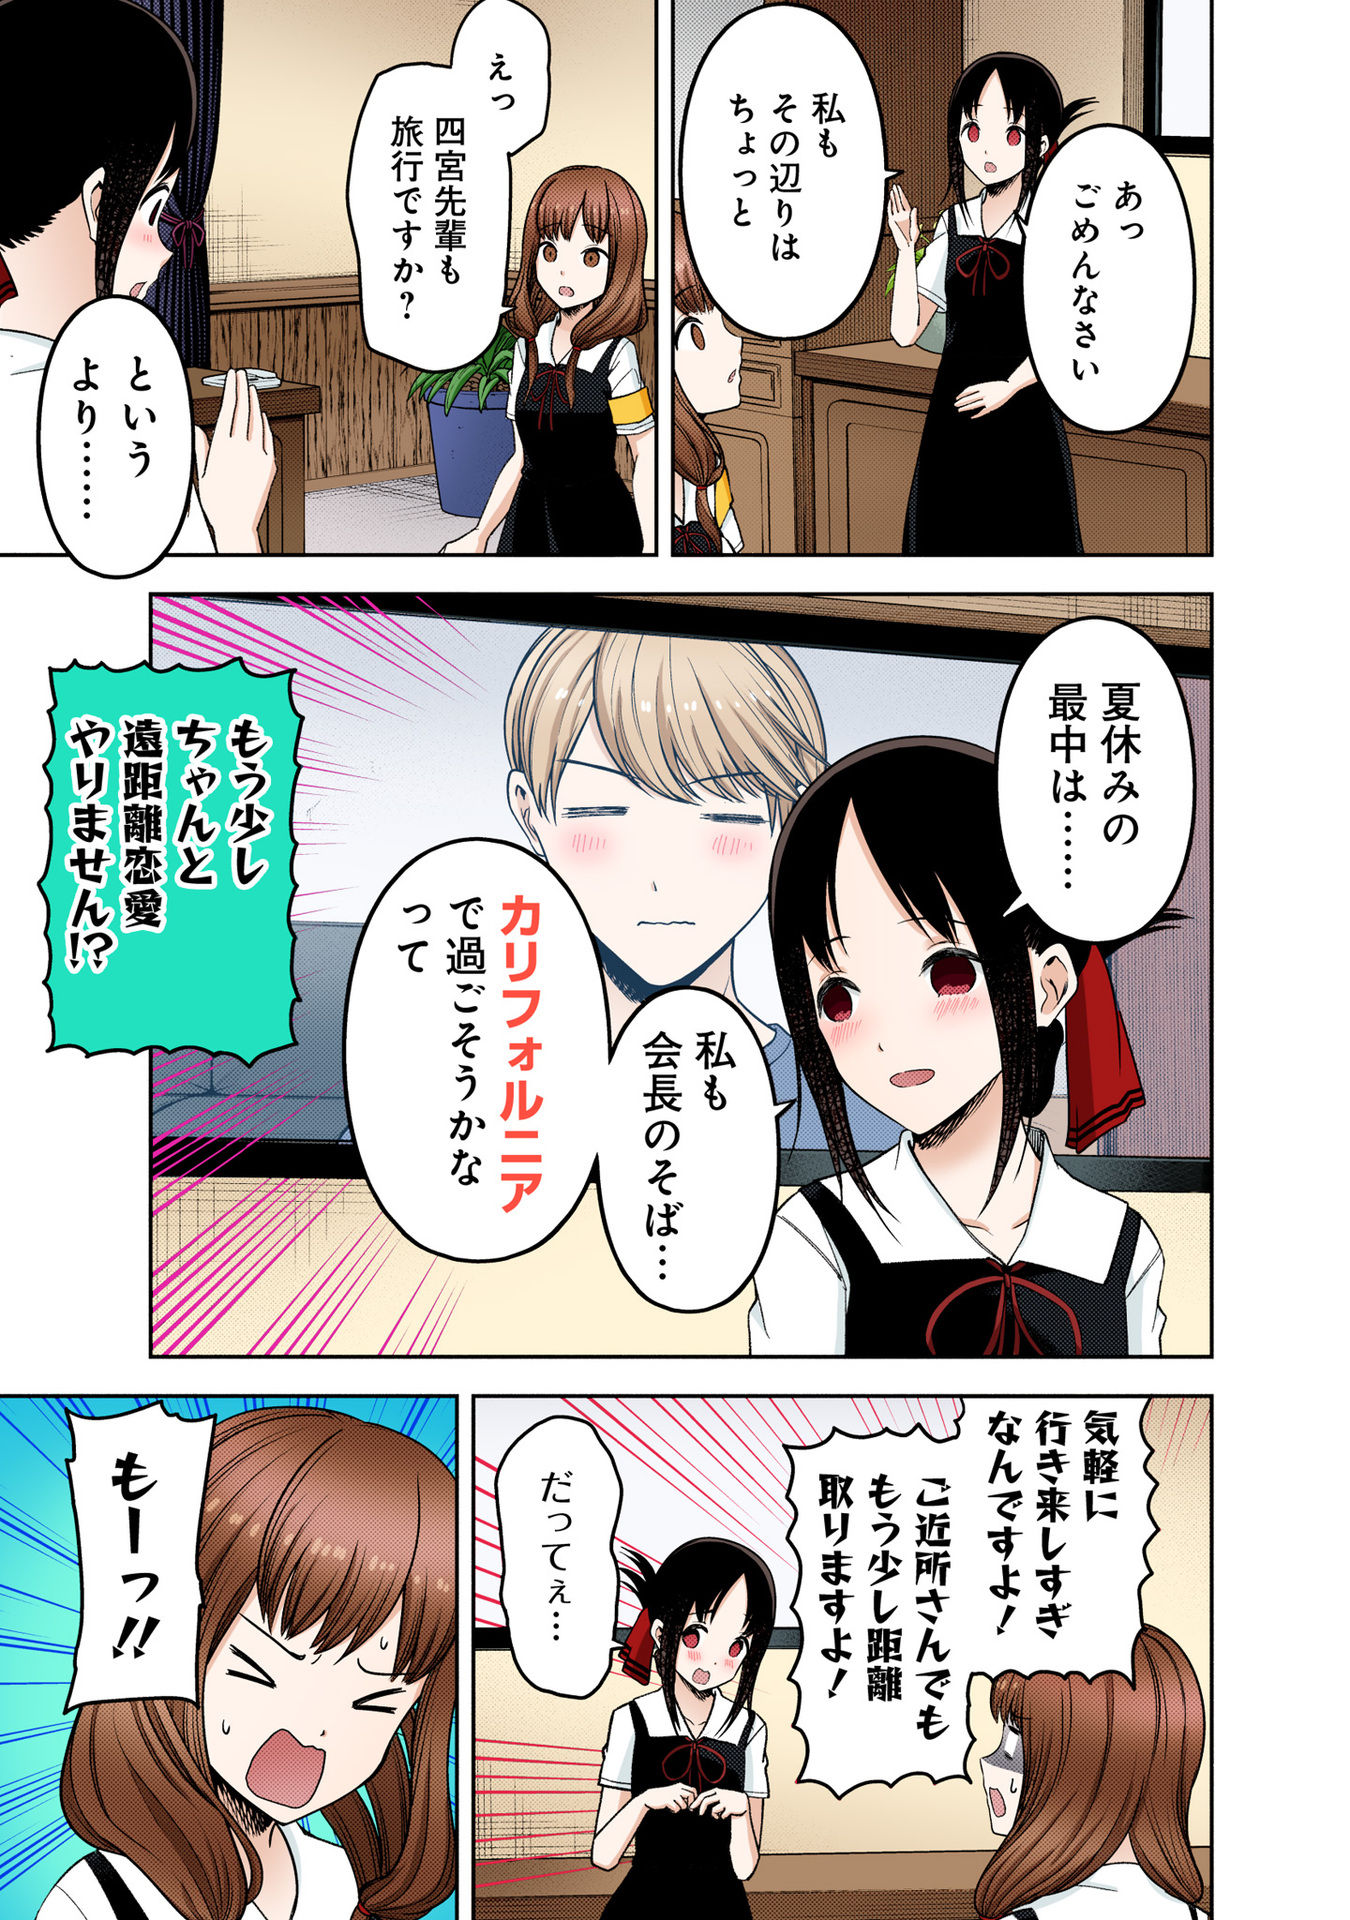 あっ
ごめんなさい
私も
その辺りは
ちょっと
えっ
四宮先輩も
旅行ですか？
という
より……
夏休みの
最中は……
私も
会長のそば…
カリフォルニア
で過ごそうかな
って
もう少し
ちゃんと
遠距離恋愛
やりません!?
気軽に
行き来しすぎ
なんですよ！
ご近所さんでも
もう少し距離
取りますよ！
だってぇ…
もーっ!!